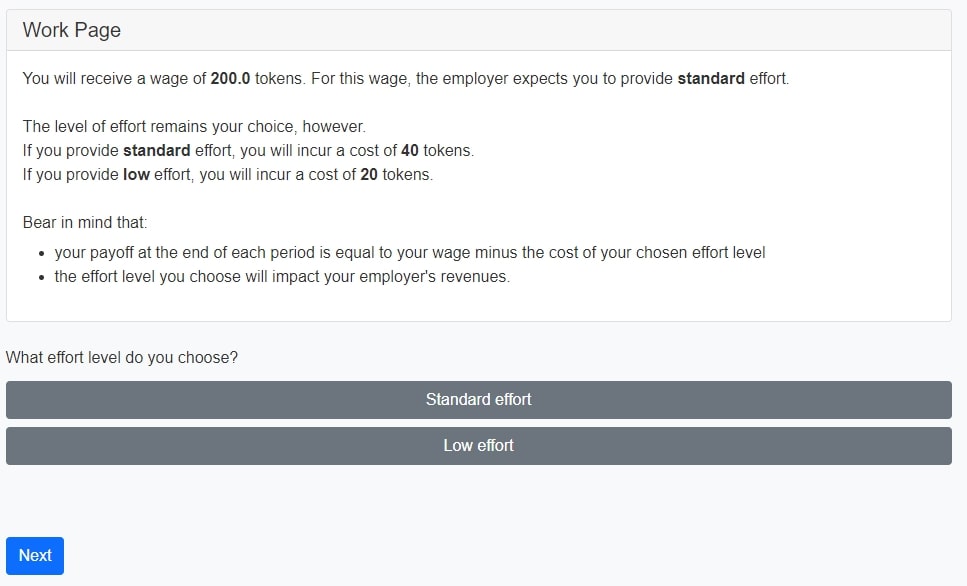 Work Page
You will receive a wage of 200.0 tokens. For this wage, the employer expects you to provide standard effort.
The level of effort remains your choice, however.
If you provide standard effort, you will incur a cost of 40 tokens.
If you provide low effort, you will incur a cost of 20 tokens.
Bear in mind that:
• your payoff at the end of each period is equal to your wage minus the cost of your chosen effort level
• the effort level you choose will impact your employer's revenues.
What effort level do you choose?
Standard effort
Low effort
Next